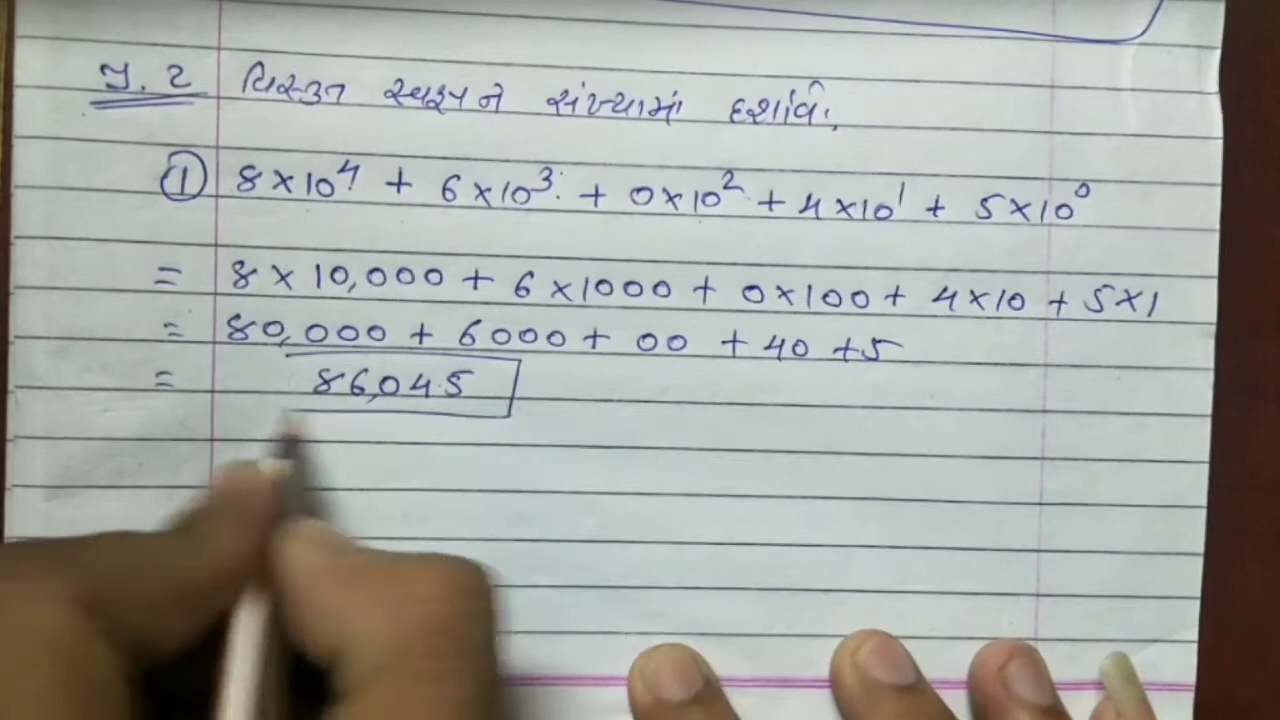 પ્ર. 2 વિસ્તૃત સ્વરૂપને સંખ્યામાં દર્શાવો.
① 8×10⁴ + 6×10³ + 0×10² + 4×10¹ + 5×10⁰
= 8×10,000 + 6×1000 + 0×100 + 4×10 + 5×1
= 80,000 + 6000 + 00 + 40 + 5
= 86,045